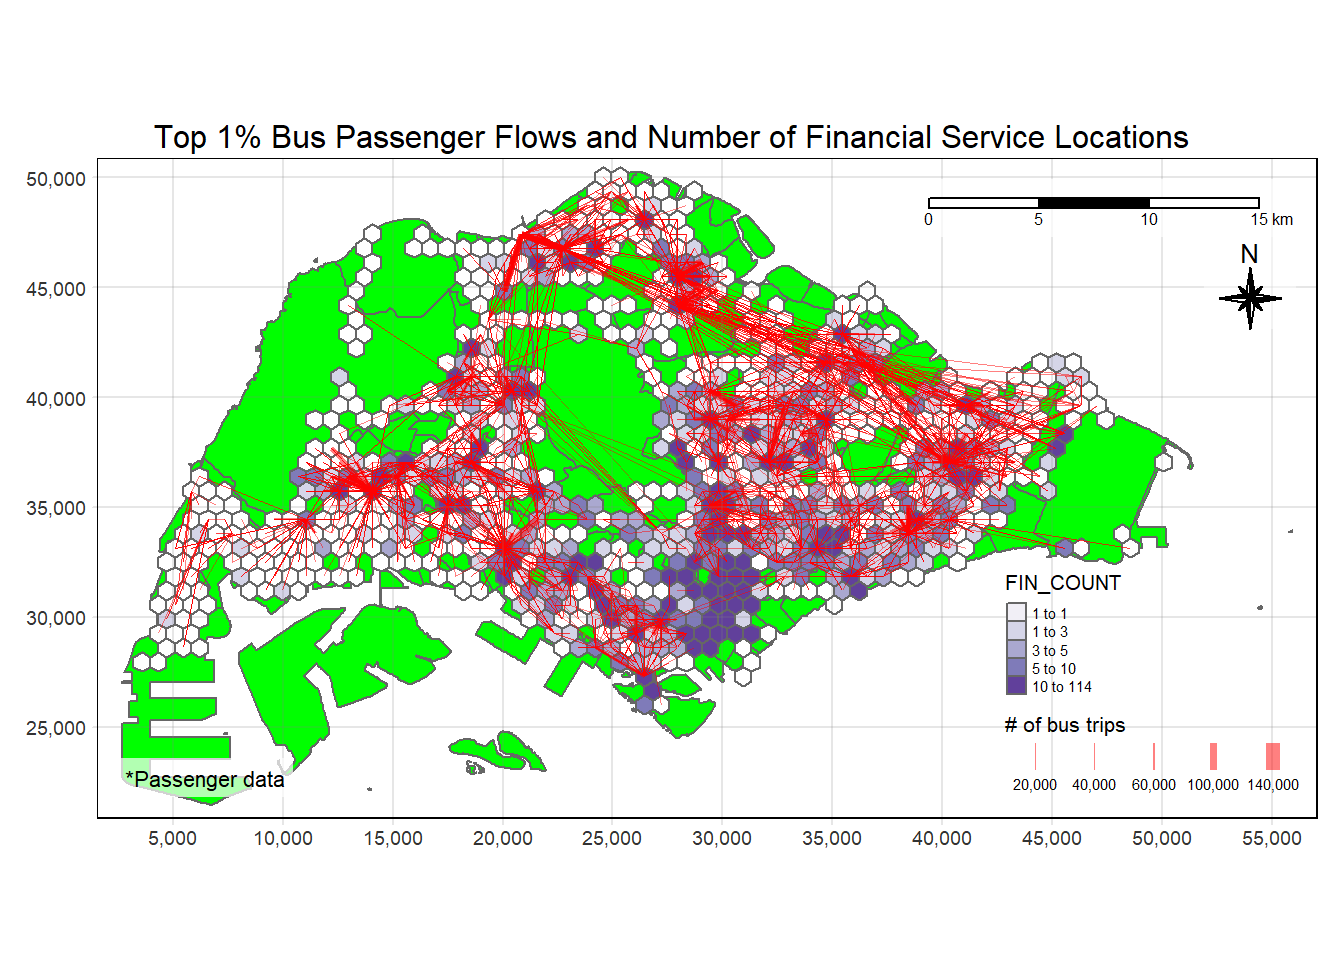 Top 1% Bus Passenger Flows and Number of Financial Service Locations
50,000
45,000
40,000
35,000
30,000
25,000
0 5 10 15 km
N
FIN_COUNT
1 to 1
1 to 3
3 to 5
5 to 10
10 to 114
# of bus trips
20,000 40,000 60,000 100,000 140,000
*Passenger data
5,000 10,000 15,000 20,000 25,000 30,000 35,000 40,000 45,000 50,000 55,000